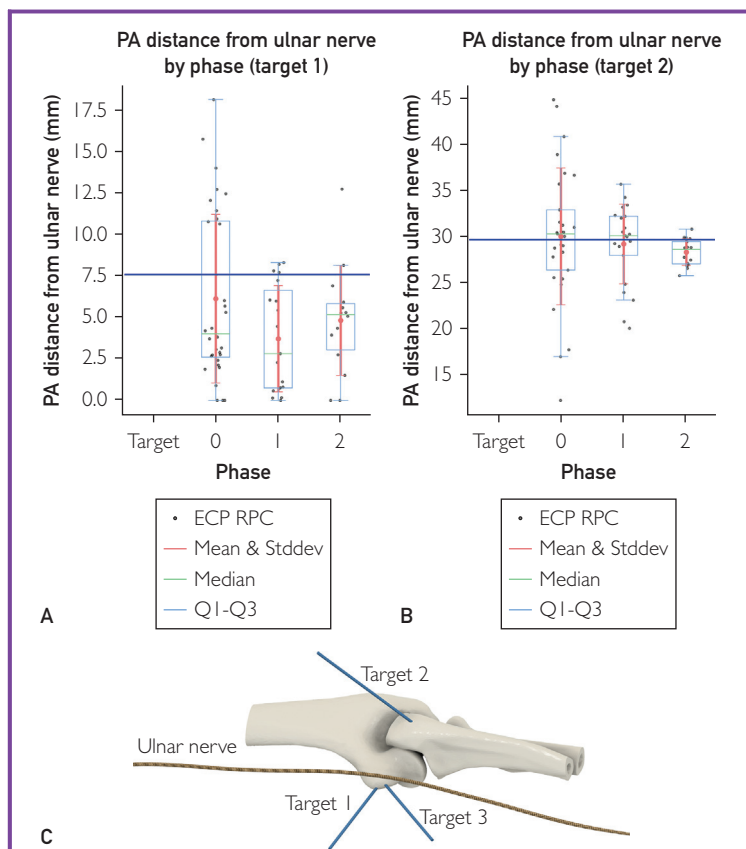 PA distance from ulnar nerve
by phase (target 1)
PA distance from ulnar nerve (mm)
17.5
15.0
12.5
10.0
7.5
5.0
2.5
0.0
Target 0 1 2
Phase
ECP RPC
Mean & Stddev
Median
Q1-Q3
A
PA distance from ulnar nerve
by phase (target 2)
PA distance from ulnar nerve (mm)
45
40
35
30
25
20
15
Target 0 1 2
Phase
ECP RPC
Mean & Stddev
Median
Q1-Q3
B
Target 2
Ulnar nerve
Target 1
Target 3
C